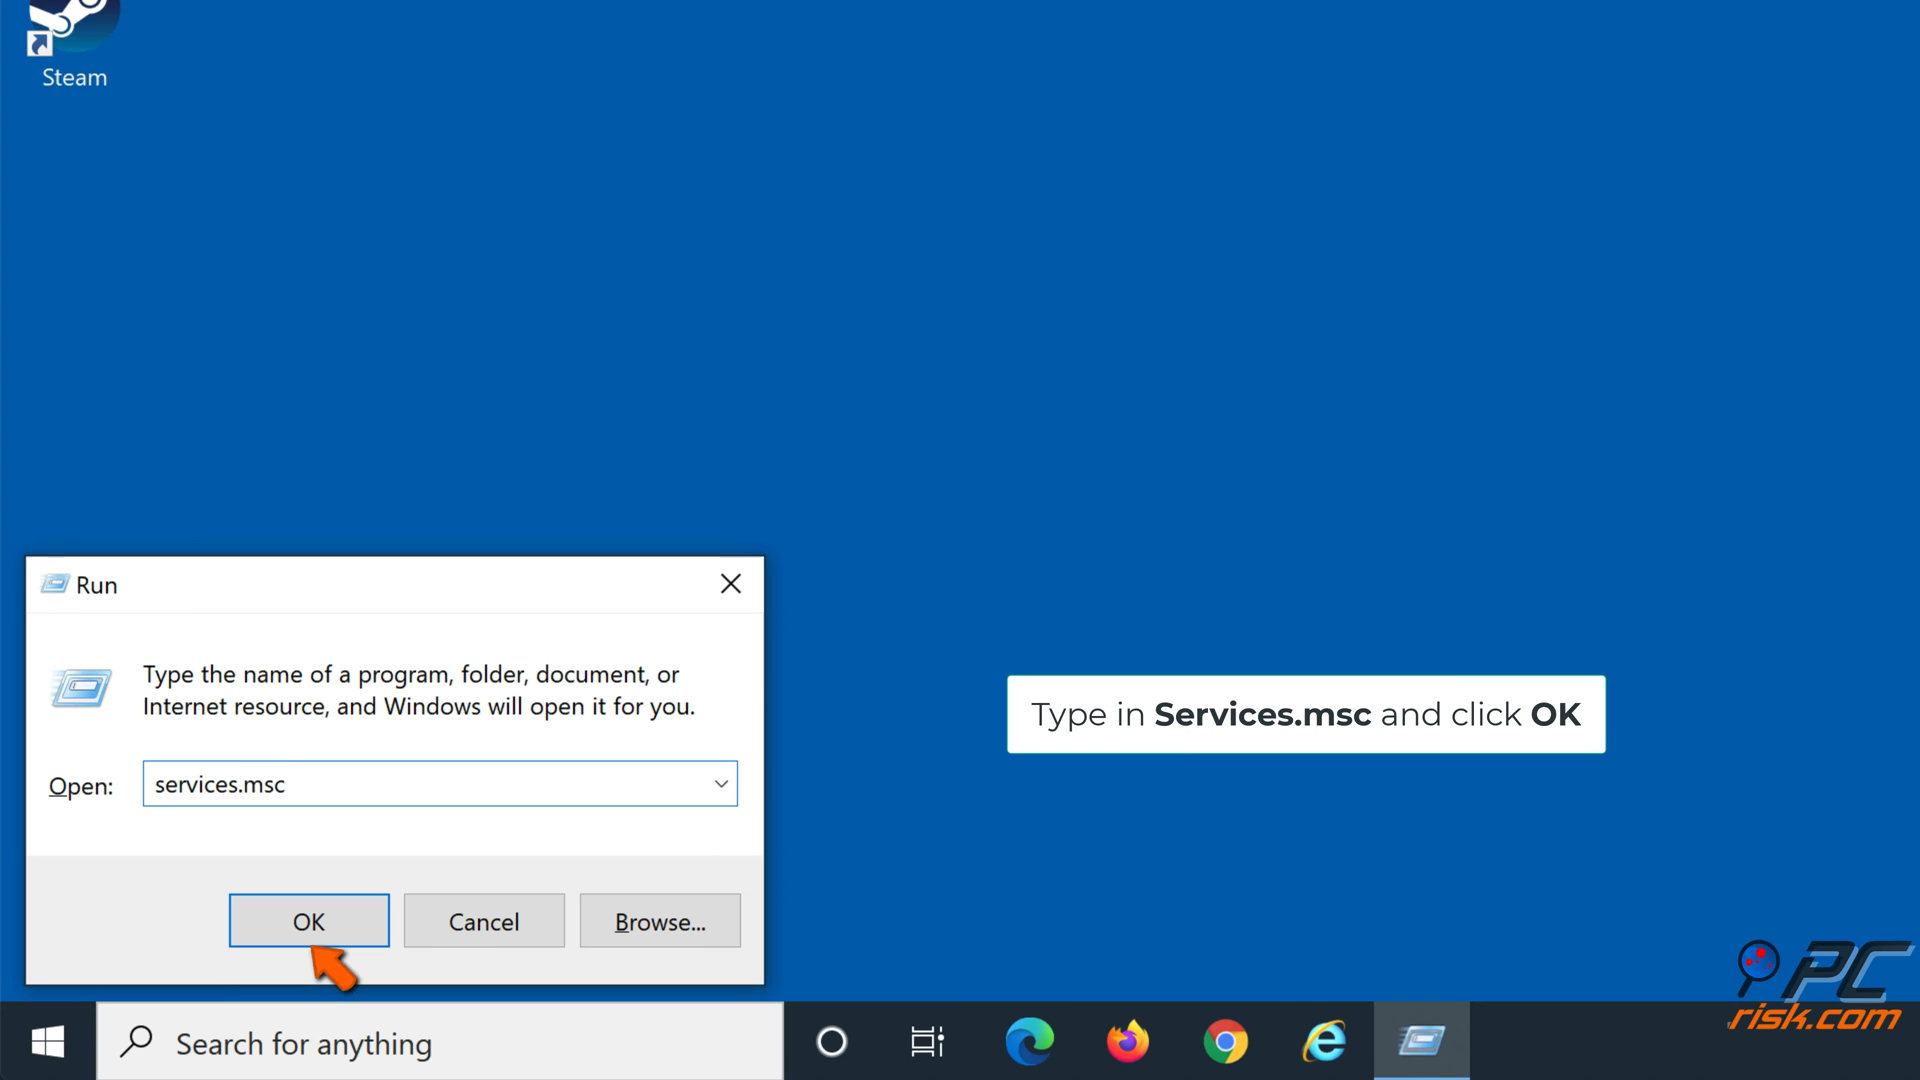 Steam
Run
Type the name of a program, folder, document, or
Internet resource, and Windows will open it for you.
Open:
services.msc
OK
Cancel
Browse...
Type in Services.msc and click OK
Search for anything
PC
risk.com